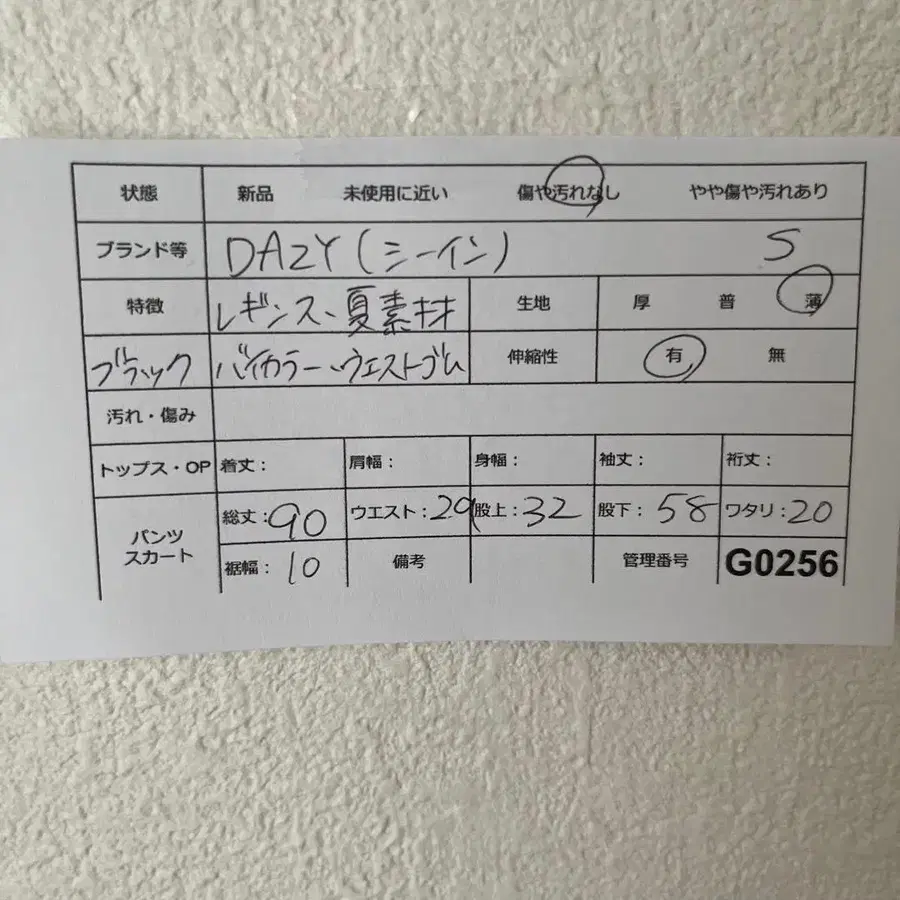 状態 新品 未使用に近い 傷や汚れなし やや傷や汚れあり
ブランド等 DAZY(シーイン) S
特徴 レギンス、夏素材 生地 厚 普 薄
ブラック バイカラー、ウエストゴム 伸縮性 有 無
汚れ・傷み
トップス・OP 着丈: 肩幅: 身幅: 袖丈: 裄丈:
パンツ スカート 総丈:90 ウエスト:29 股上:32 股下:58 ワタリ:20
裾幅:10 備考 管理番号 G0256